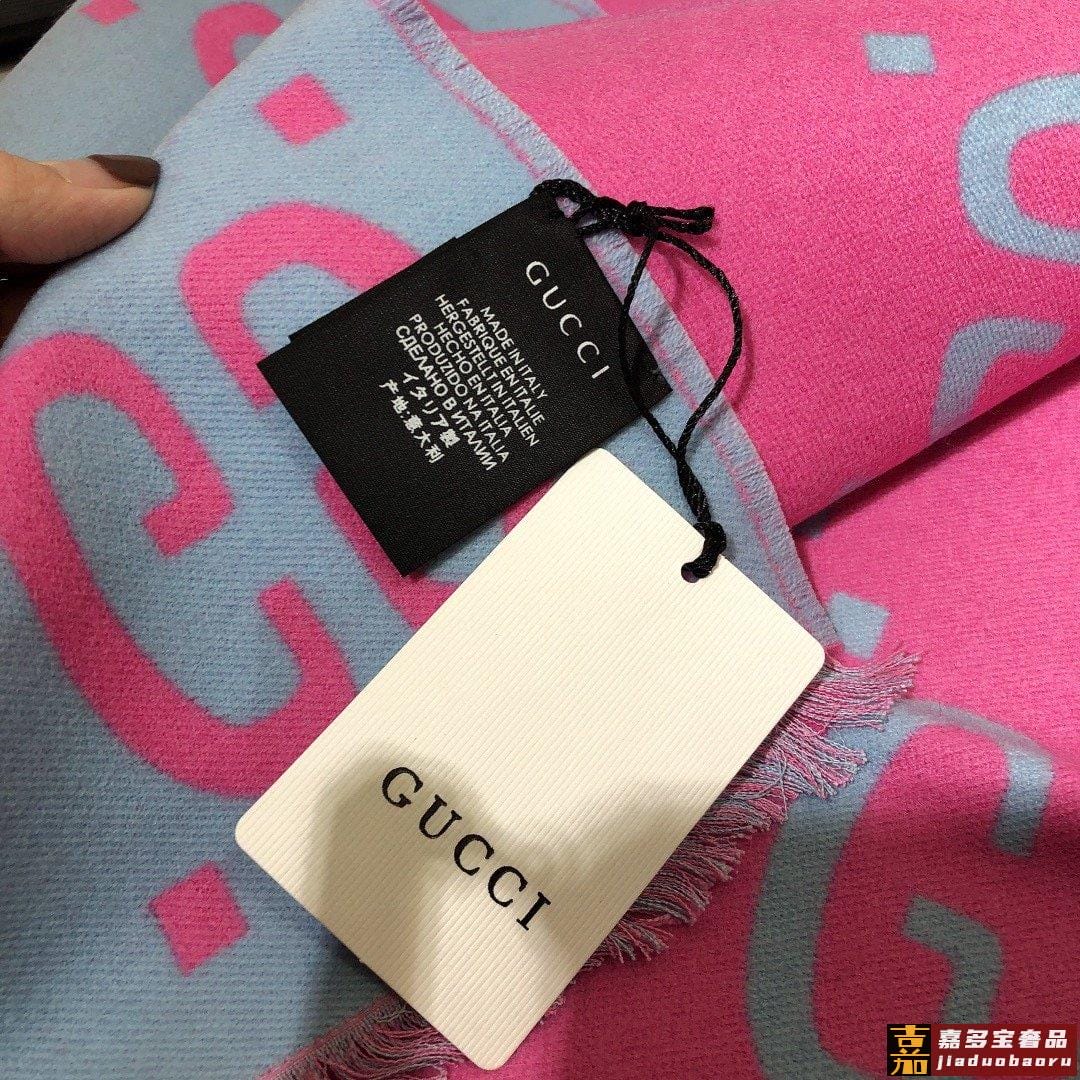 GUCCI
MADE IN ITALY
FABRIQUE EN ITALIE
HERGESTELLT IN ITALIEN
HECHO EN ITALIA
PRODUZIDO NA ITALIA
СДЕЛАНО В ИТАЛИИ
イタリア製
产地:意大利
GUCCI
嘉 嘉多宝奢品
jiaduobaoru